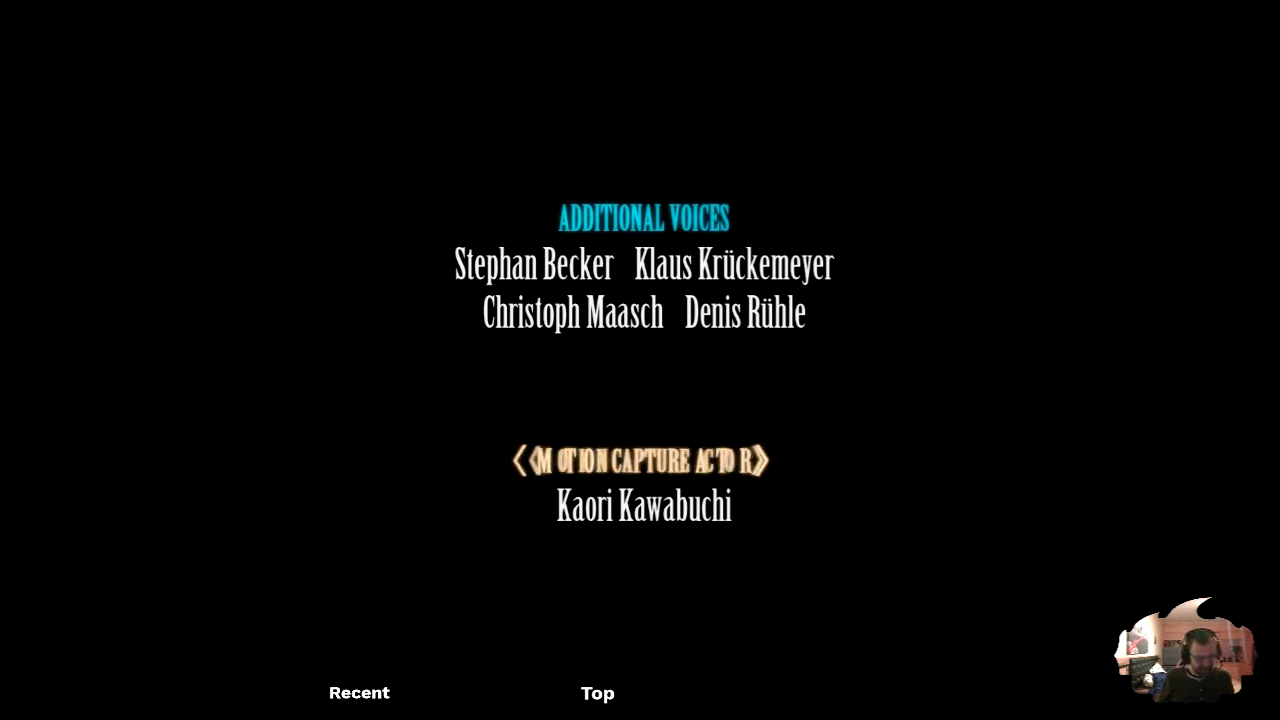 ADDITIONAL VOICES
Stephan Becker Klaus Krückemeyer
Christoph Maasch Denis Rühle
《MOTION CAPTURE ACTOR》
Kaori Kawabuchi
Recent Top